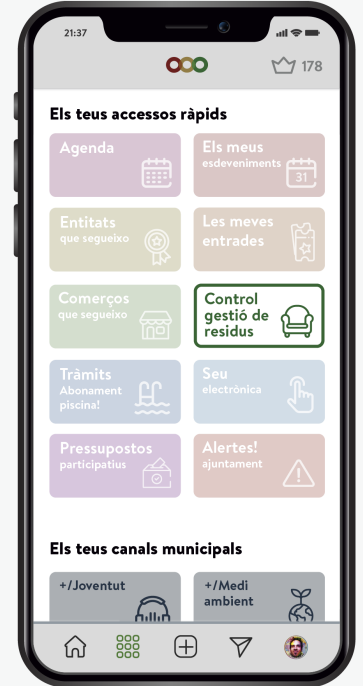 21:37
178
Els teus accessos ràpids
Agenda
Els meus
esdeveniments
31
Entitats
que segueixo
Les meves
entrades
Comerços
que segueixo
Control
gestió de
residus
Tràmits
Abonament
piscina!
Seu
electrònica
Pressupostos
participatius
Alertes!
ajuntament
Els teus canals municipals
+/Joventut
+/Medi
ambient